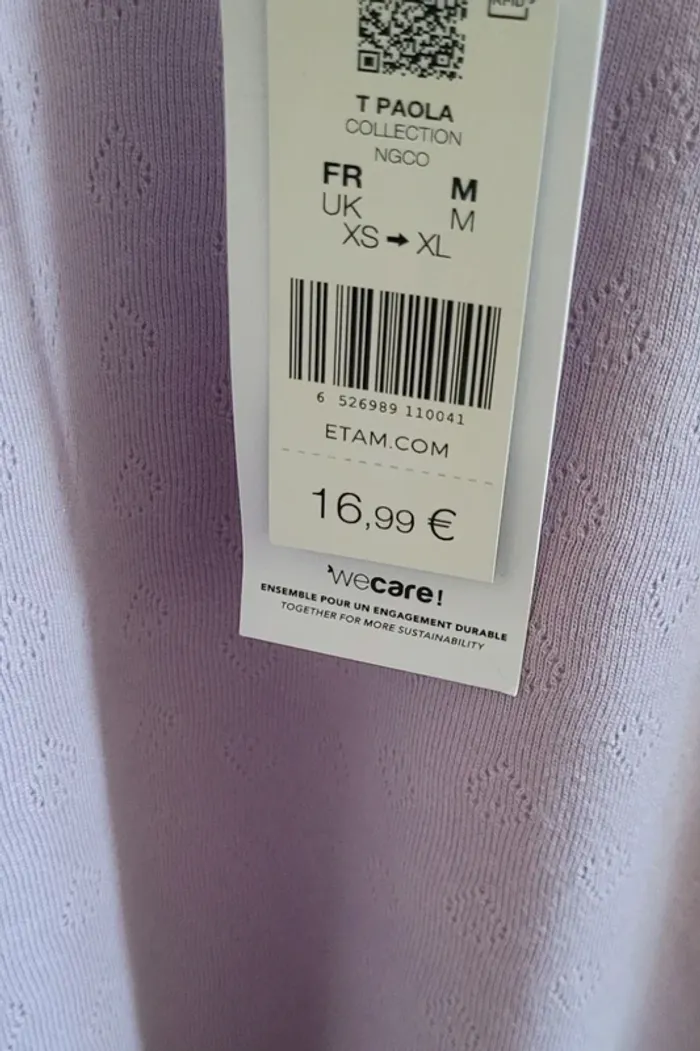 RFID
T PAOLA
COLLECTION
NGCO
FR M
UK M
XS → XL
6 526989 110041
ETAM.COM
16,99 €
wecare!
ENSEMBLE POUR UN ENGAGEMENT DURABLE
TOGETHER FOR MORE SUSTAINABILITY